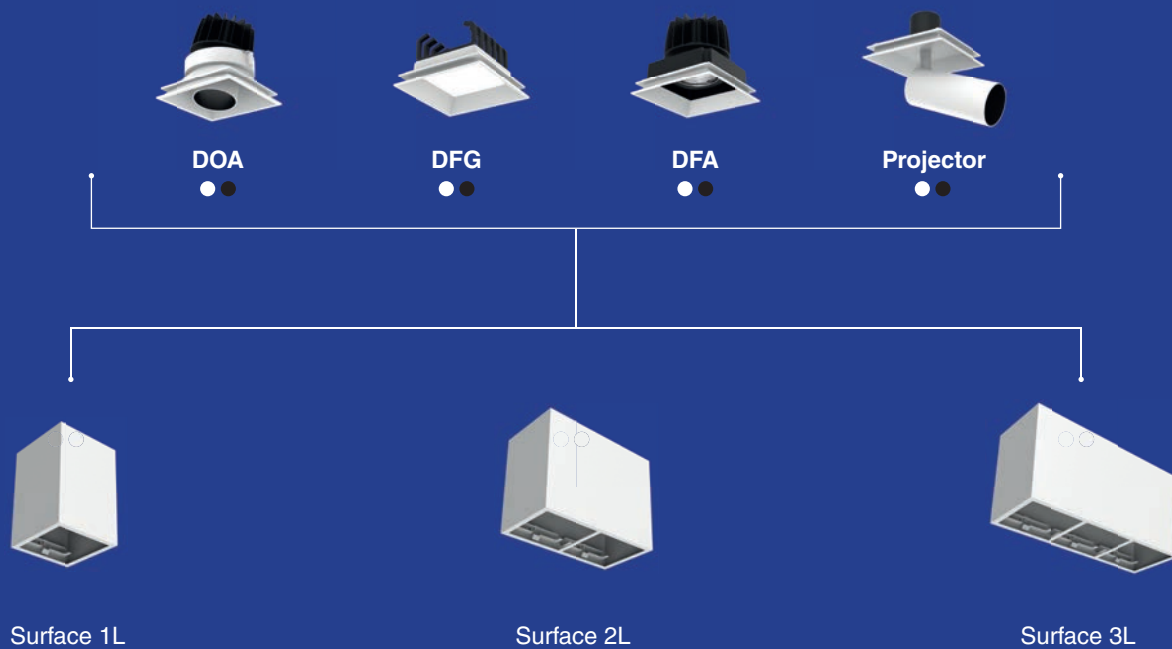 DOA
DFG
DFA
Projector
Surface 1L
Surface 2L
Surface 3L